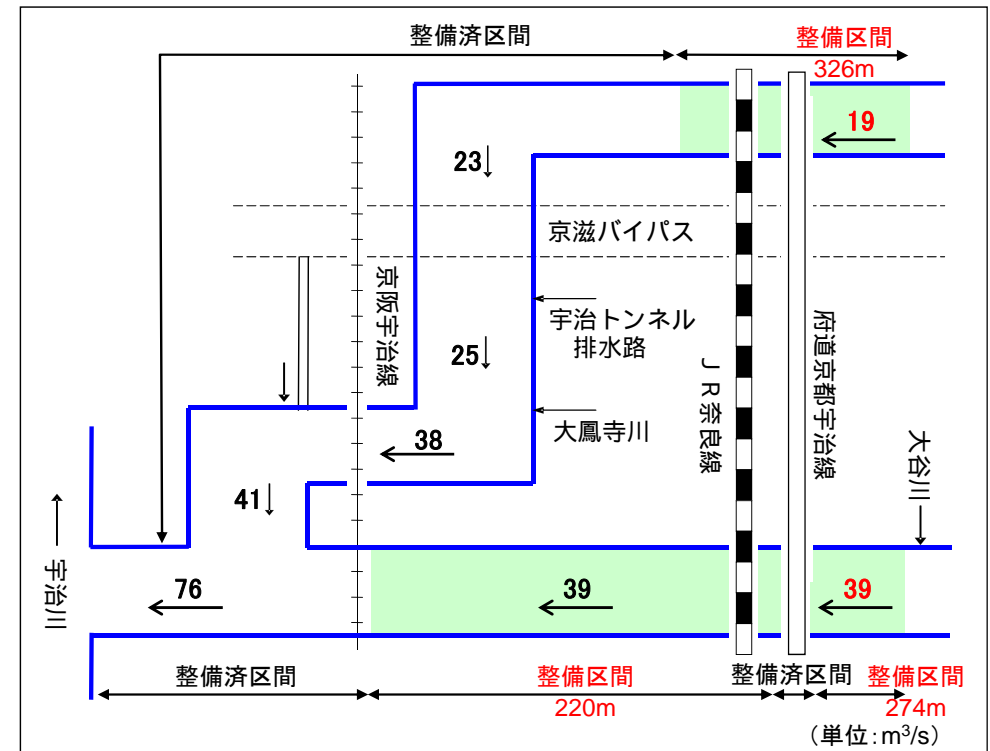 整備済区間
整備区間
326m
19
23
京滋バイパス
京阪宇治線
宇治トンネル
排水路
府道京都宇治線
25
JR奈良線
大鳳寺川
38
大谷川
41
宇治川
76
39
39
整備済区間
整備区間
220m
整備済区間
整備区間
274m
(単位:m³/s)